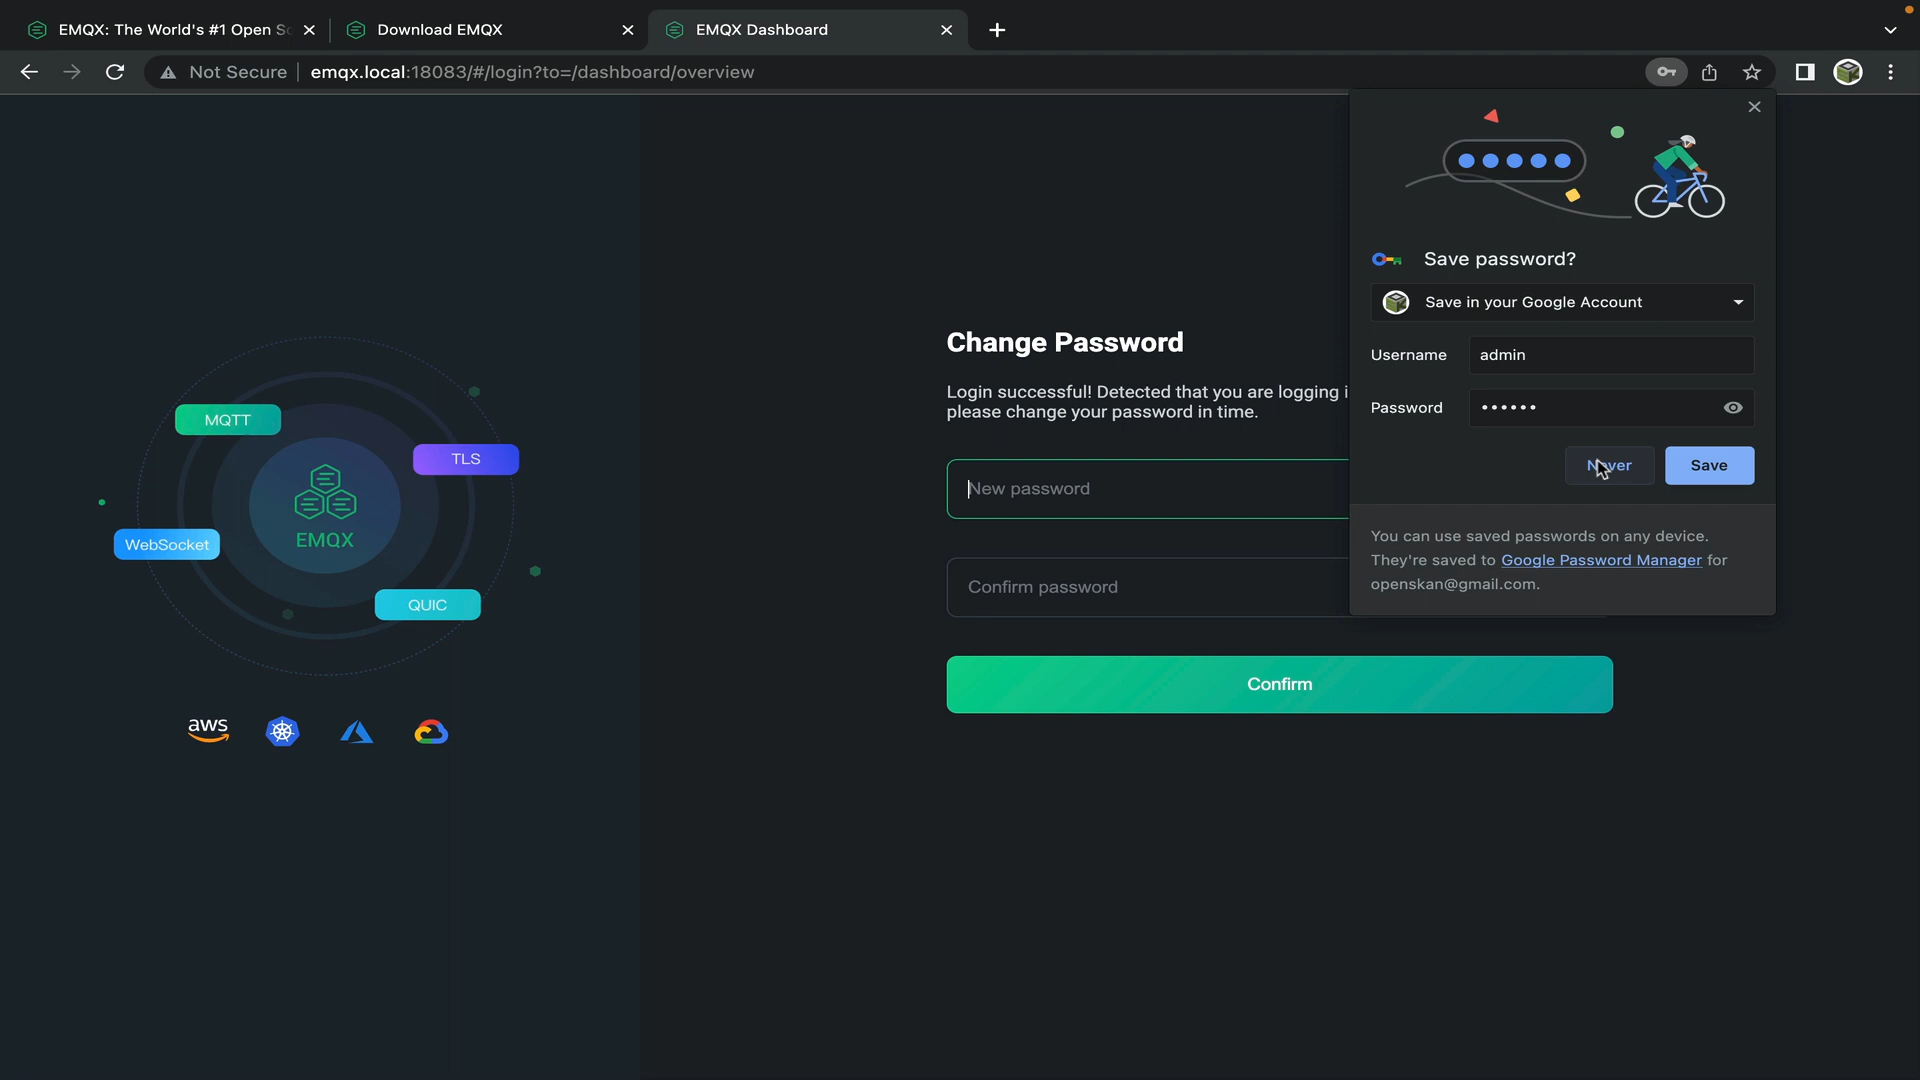 EMQX: The World's #1 Open So
Download EMQX
EMQX Dashboard
Not Secure
emqx.local:18083/#/login?to=/dashboard/overview
Save password?
Save in your Google Account
Username
admin
Password
Never
Save
You can use saved passwords on any device.
They're saved to Google Password Manager for
openskan@gmail.com.
Change Password
Login successful! Detected that you are logging i
please change your password in time.
New password
Confirm password
Confirm
MQTT
TLS
EMQX
WebSocket
QUIC
aws